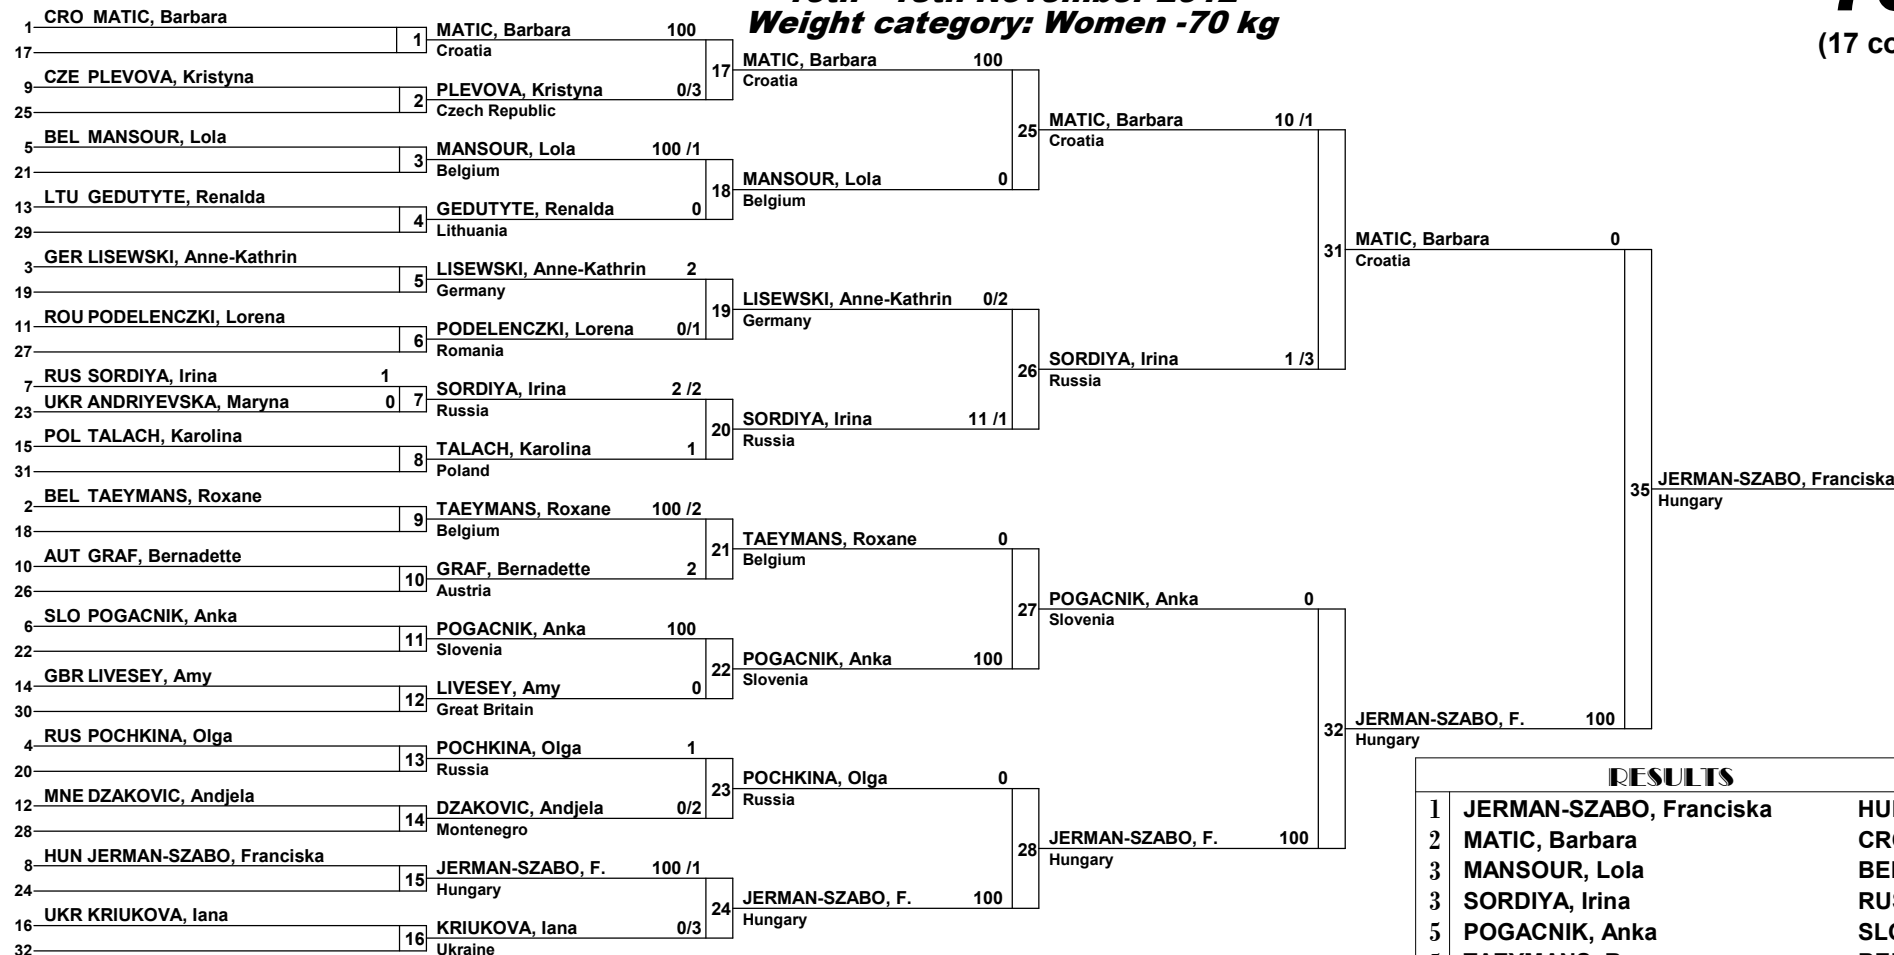 Weight category: Women -70 kg
(17 co
1 CRO MATIC, Barbara
17
1
9 CZE PLEVOVA, Kristyna
25
2
5 BEL MANSOUR, Lola
21
3
13 LTU GEDUTYTE, Renalda
29
4
3 GER LISEWSKI, Anne-Kathrin
19
5
11 ROU PODELENCZKI, Lorena
27
6
7 RUS SORDIYA, Irina 1
23 UKR ANDRIYEVSKA, Maryna 0
7
15 POL TALACH, Karolina
31
8
2 BEL TAEYMANS, Roxane
18
9
10 AUT GRAF, Bernadette
26
10
6 SLO POGACNIK, Anka
22
11
14 GBR LIVESEY, Amy
30
12
4 RUS POCHKINA, Olga
20
13
12 MNE DZAKOVIC, Andjela
28
14
8 HUN JERMAN-SZABO, Franciska
24
15
16 UKR KRIUKOVA, Iana
32
16
MATIC, Barbara 100
Croatia
17
PLEVOVA, Kristyna 0/3
Czech Republic
MANSOUR, Lola 100 /1
Belgium
18
GEDUTYTE, Renalda 0
Lithuania
LISEWSKI, Anne-Kathrin 2
Germany
19
PODELENCZKI, Lorena 0/1
Romania
SORDIYA, Irina 2 /2
Russia
20
TALACH, Karolina 1
Poland
TAEYMANS, Roxane 100 /2
Belgium
21
GRAF, Bernadette 2
Austria
POGACNIK, Anka 100
Slovenia
22
LIVESEY, Amy 0
Great Britain
POCHKINA, Olga 1
Russia
23
DZAKOVIC, Andjela 0/2
Montenegro
JERMAN-SZABO, F. 100 /1
Hungary
24
KRIUKOVA, Iana 0/3
Ukraine
MATIC, Barbara 100
Croatia
25
MANSOUR, Lola 0
Belgium
LISEWSKI, Anne-Kathrin 0/2
Germany
26
SORDIYA, Irina 11 /1
Russia
TAEYMANS, Roxane 0
Belgium
27
POGACNIK, Anka 100
Slovenia
POCHKINA, Olga 0
Russia
28
JERMAN-SZABO, F. 100
Hungary
MATIC, Barbara 10 /1
Croatia
31
SORDIYA, Irina 1 /3
Russia
POGACNIK, Anka 0
Slovenia
32
JERMAN-SZABO, F. 100
Hungary
MATIC, Barbara 0
Croatia
35
JERMAN-SZABO, F. 100
Hungary
JERMAN-SZABO, Franciska
Hungary
RESULTS
1 JERMAN-SZABO, Franciska HU
2 MATIC, Barbara CRO
3 MANSOUR, Lola BEL
3 SORDIYA, Irina RUS
5 POGACNIK, Anka SLO